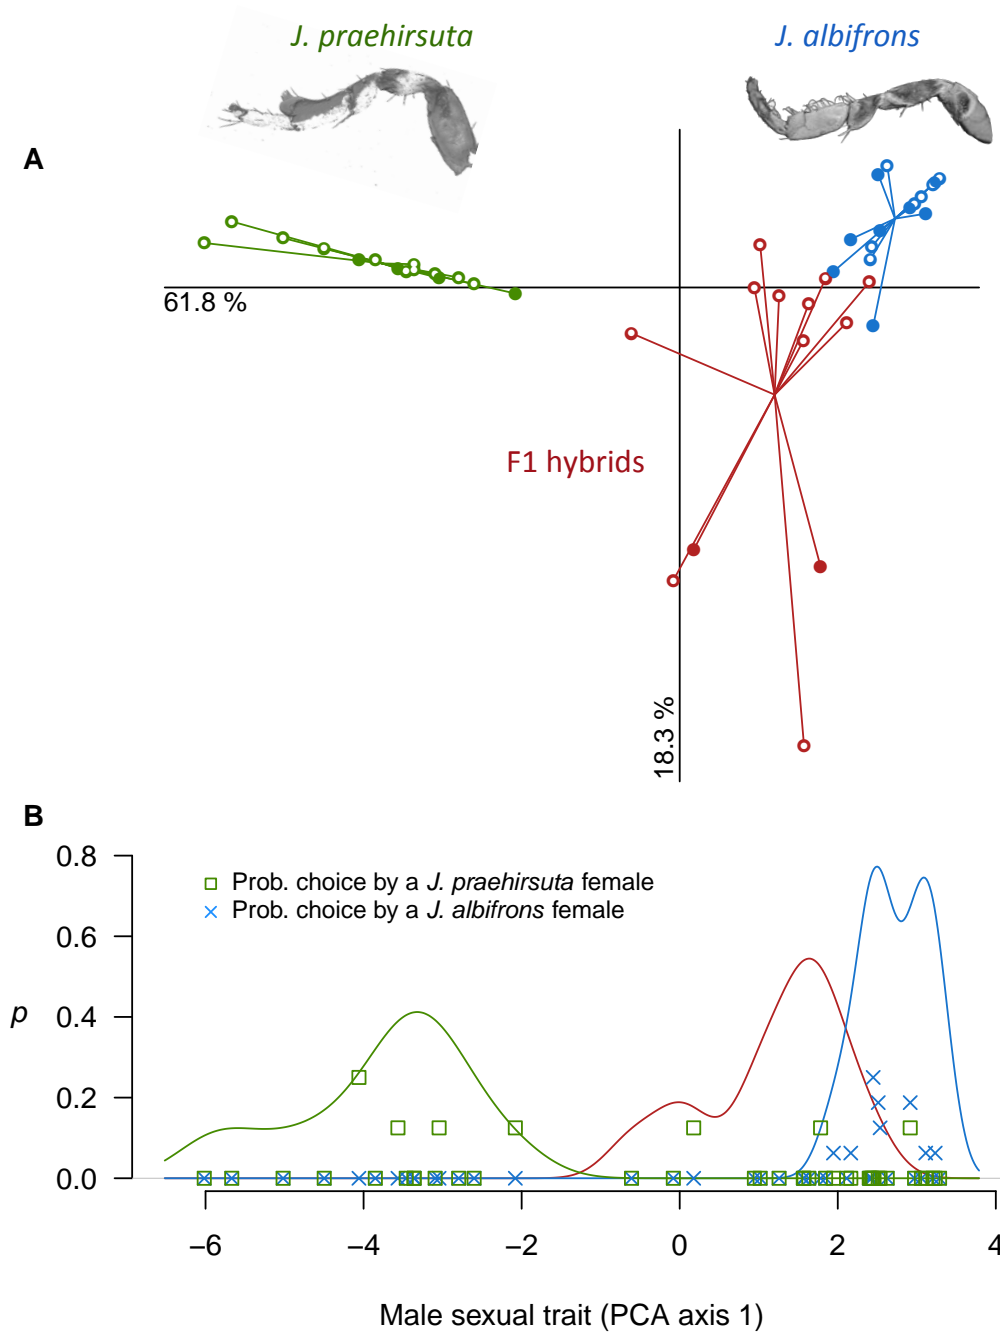 J. praehirsuta
J. albifrons
A
61.8 %
F1 hybrids
18.3 %
B
0.8
0.6
0.4
0.2
0.0
p
Prob. choice by a J. praehirsuta female
Prob. choice by a J. albifrons female
−6 −4 −2 0 2 4
Male sexual trait (PCA axis 1)